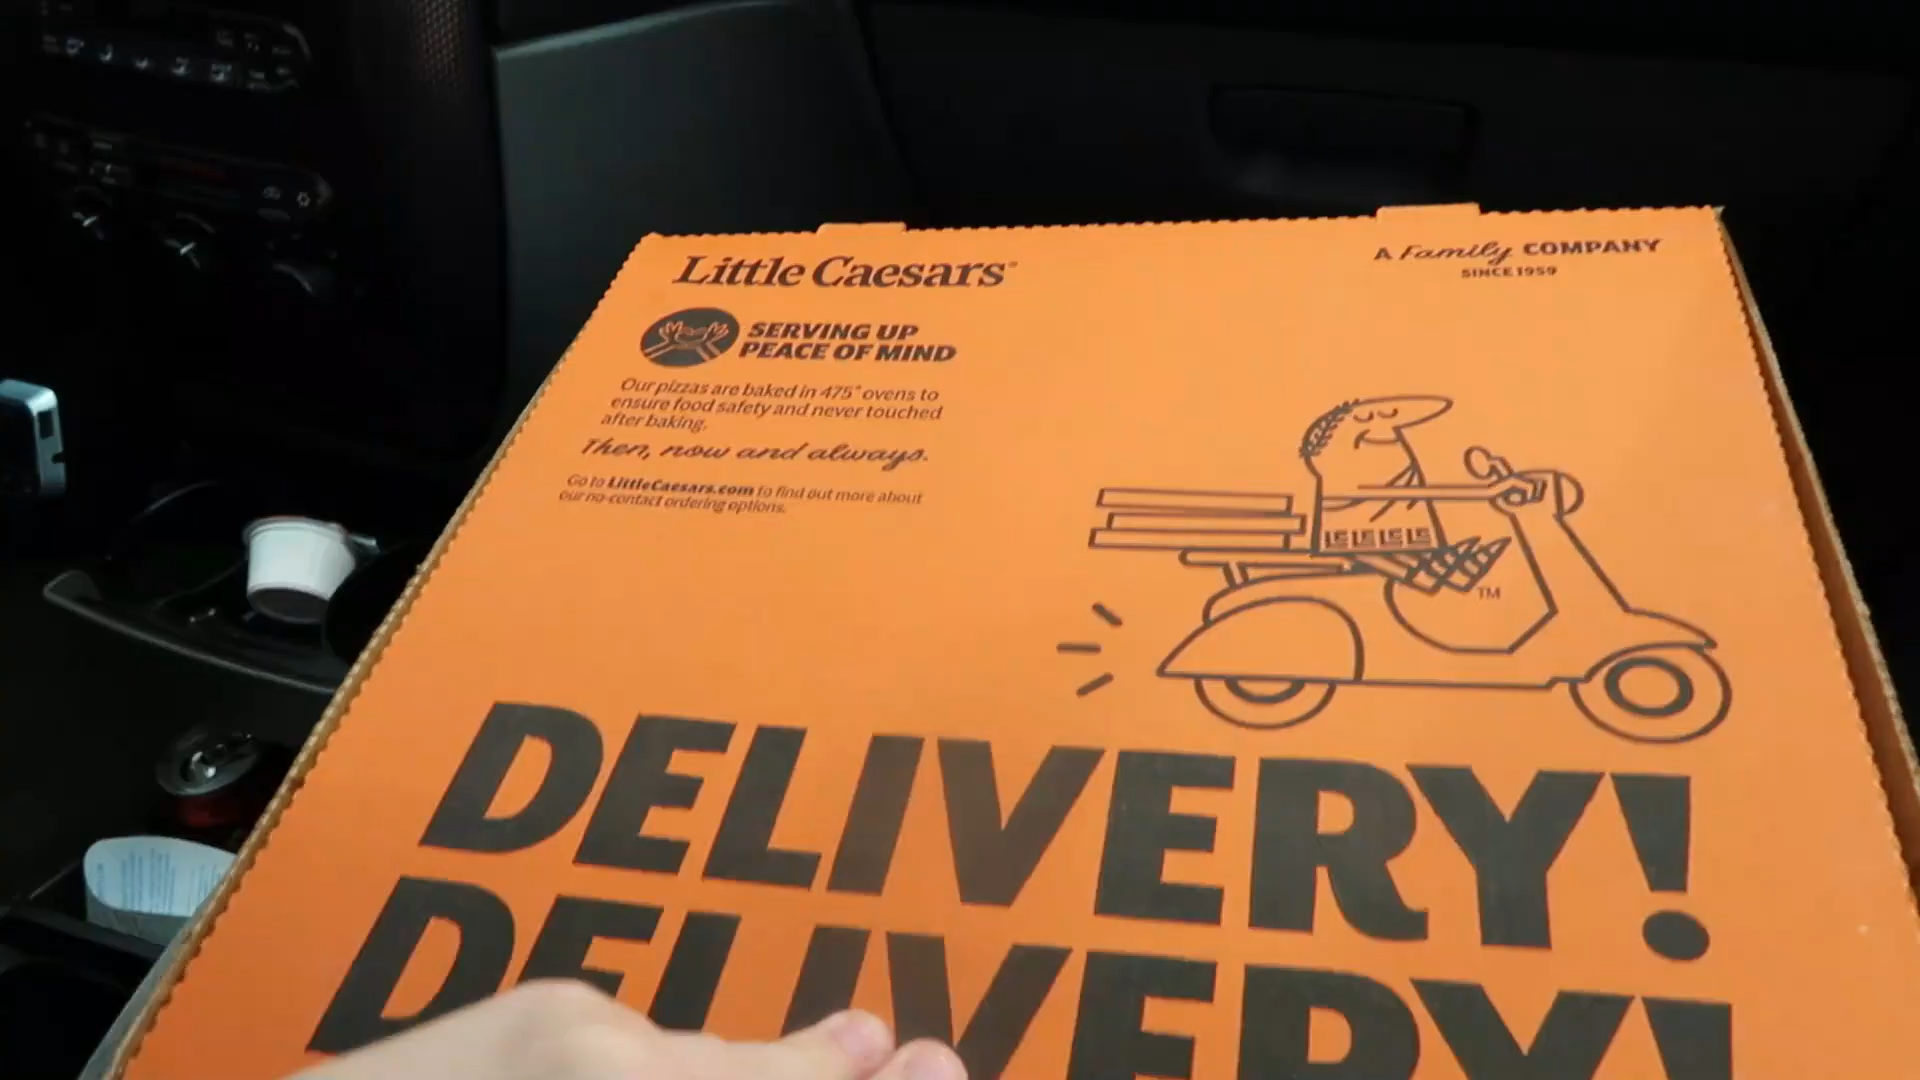 Little Caesars®
A Family COMPANY
SINCE 1959
SERVING UP
PEACE OF MIND
Our pizzas are baked in 475° ovens to
ensure food safety and never touched
after baking.
Then, now and always.
Go to LittleCaesars.com to find out more about
our no-contact ordering options.
TM
DELIVERY!
DELIVERY!